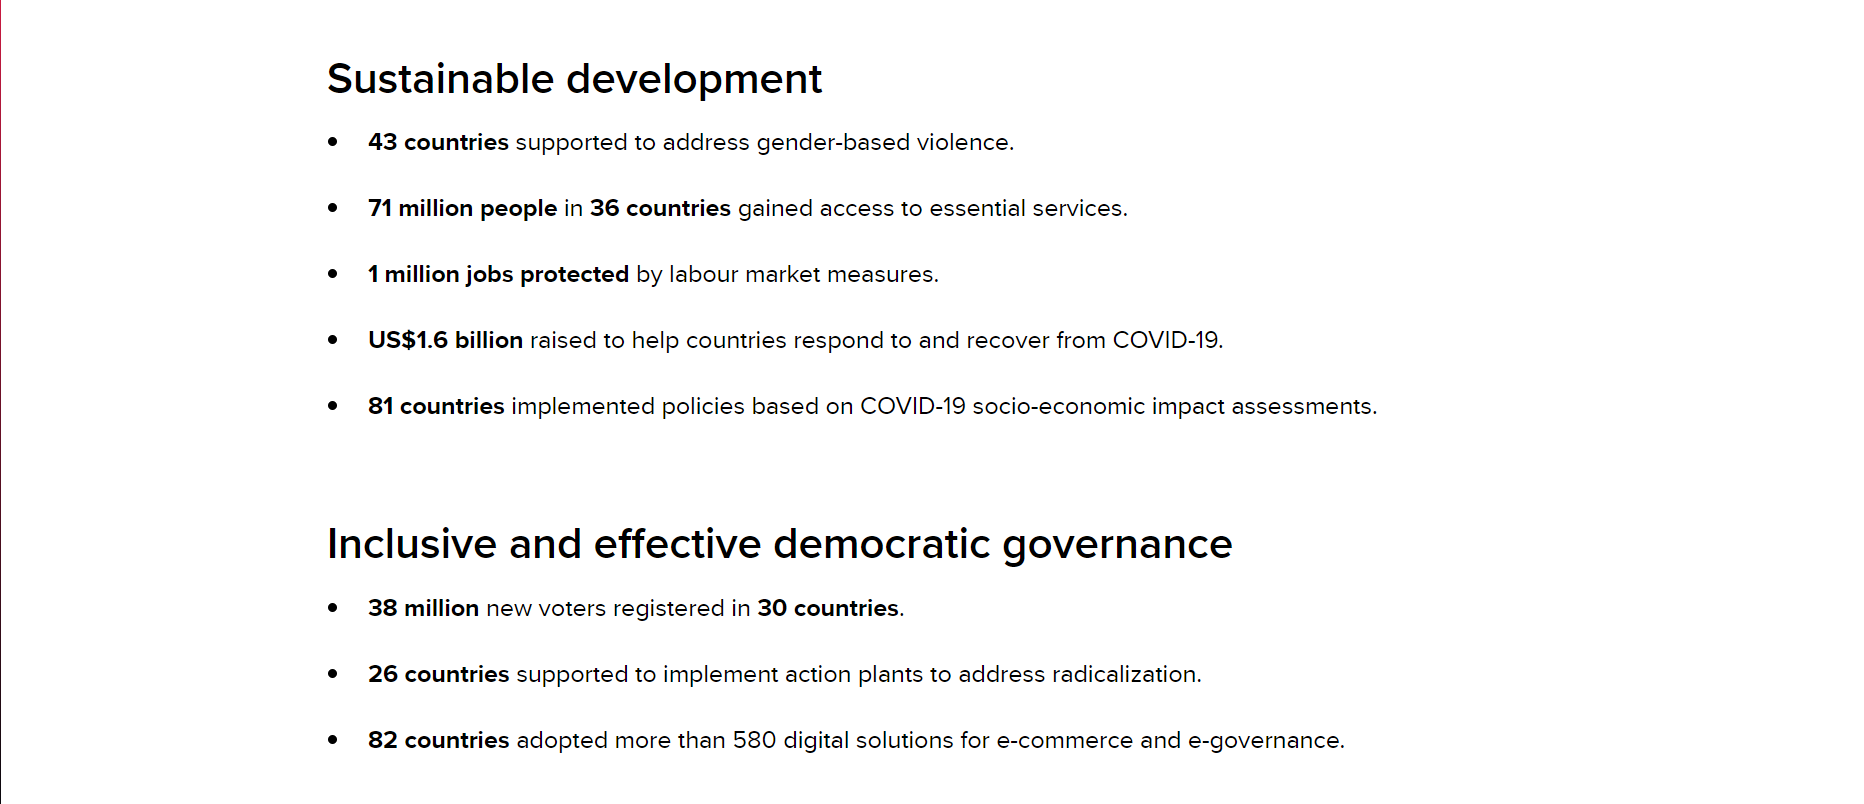 Sustainable development
• 43 countries supported to address gender-based violence.
• 71 million people in 36 countries gained access to essential services.
• 1 million jobs protected by labour market measures.
• US$1.6 billion raised to help countries respond to and recover from COVID-19.
• 81 countries implemented policies based on COVID-19 socio-economic impact assessments.
Inclusive and effective democratic governance
• 38 million new voters registered in 30 countries.
• 26 countries supported to implement action plants to address radicalization.
• 82 countries adopted more than 580 digital solutions for e-commerce and e-governance.